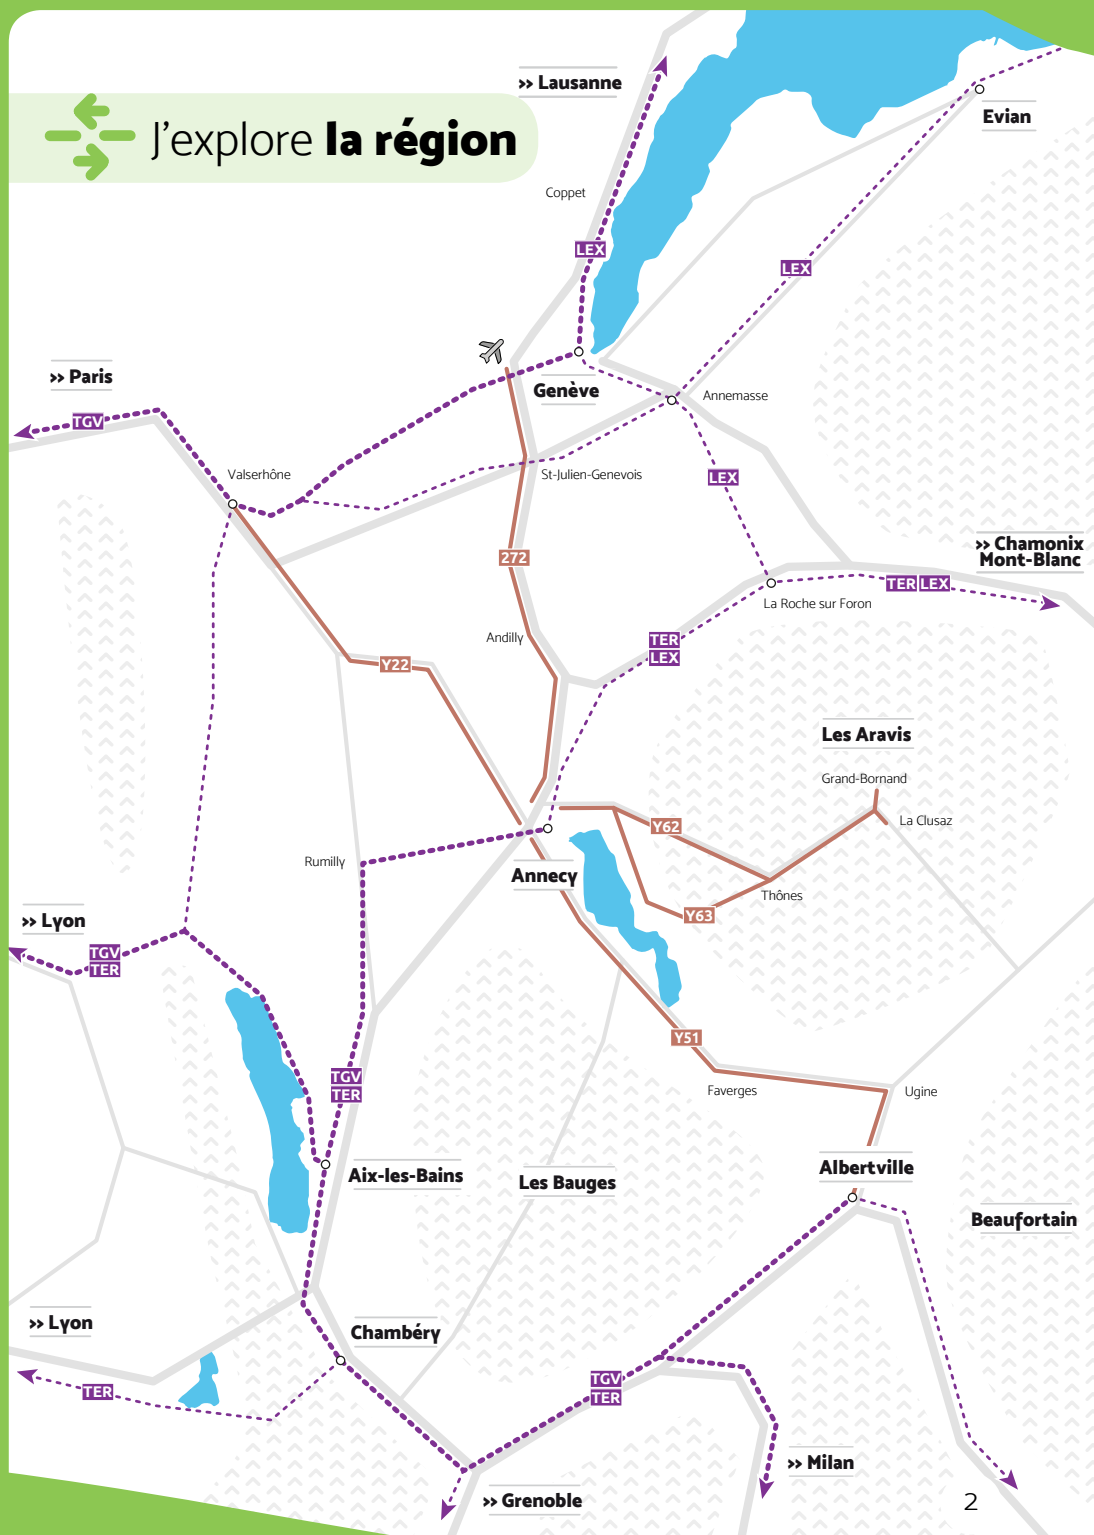 >> Lausanne
J'explore la région
Evian
Coppet
LEX
LEX
>> Paris
Genève
Annemasse
TGV
Valserhône
St-Julien-Genevois
LEX
272
>> Chamonix
Mont-Blanc
TER LEX
La Roche sur Foron
Andilly
TER
LEX
Y22
Les Aravis
Grand-Bornand
La Clusaz
Y62
Rumilly
Annecy
Thônes
Y63
>> Lyon
TGV
TER
Y51
TGV
TER
Faverges
Ugine
Aix-les-Bains
Les Bauges
Albertville
Beaufortain
>> Lyon
Chambéry
TER
TGV
TER
>> Milan
>> Grenoble
2